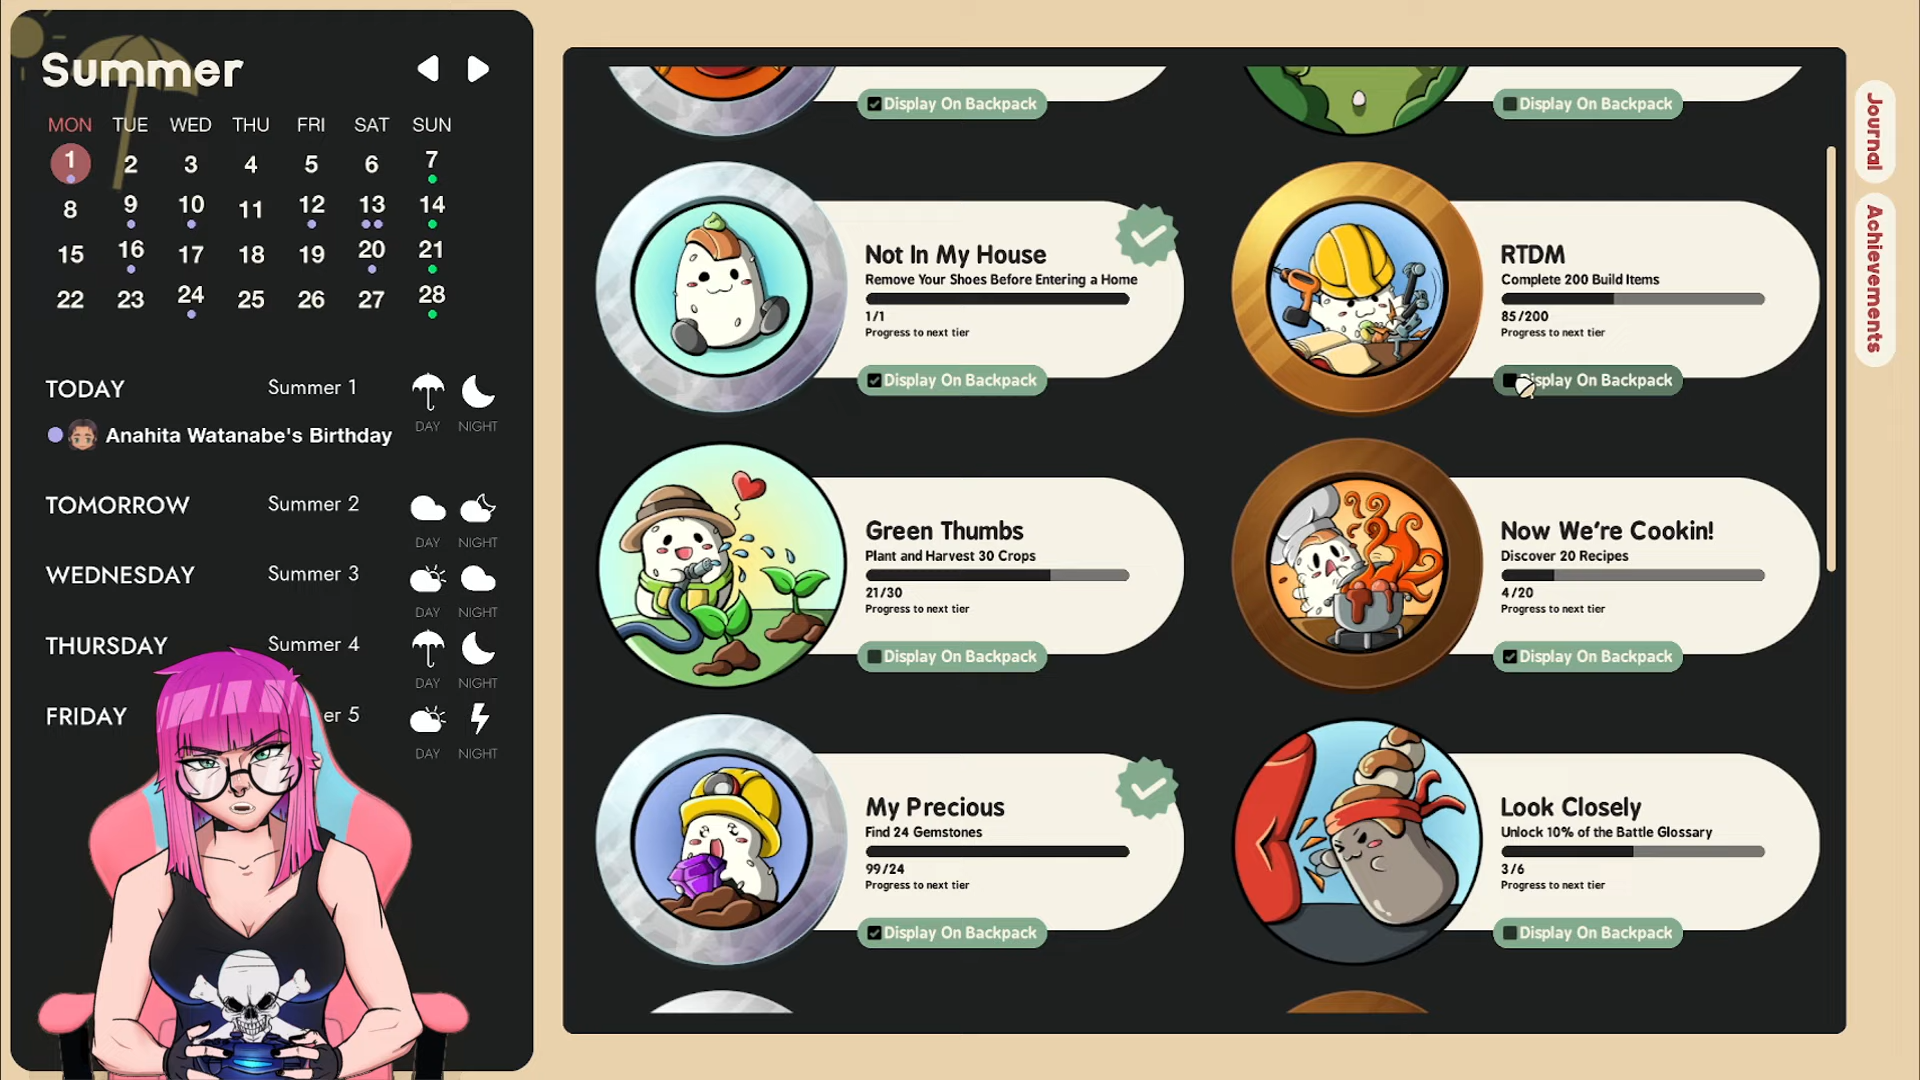 Summer
MON TUE WED THU FRI SAT SUN
1 2 3 4 5 6 7
8 9 10 11 12 13 14
15 16 17 18 19 20 21
22 23 24 25 26 27 28
TODAY Summer 1
DAY NIGHT
Anahita Watanabe's Birthday
TOMORROW Summer 2
DAY NIGHT
WEDNESDAY Summer 3
DAY NIGHT
THURSDAY Summer 4
DAY NIGHT
FRIDAY er 5
DAY NIGHT
Display On Backpack
Display On Backpack
Not In My House
Remove Your Shoes Before Entering a Home
1/1
Progress to next tier
Display On Backpack
RTDM
Complete 200 Build Items
85/200
Progress to next tier
Display On Backpack
Green Thumbs
Plant and Harvest 30 Crops
21/30
Progress to next tier
Display On Backpack
Now We're Cookin!
Discover 20 Recipes
4/20
Progress to next tier
Display On Backpack
My Precious
Find 24 Gemstones
99/24
Progress to next tier
Display On Backpack
Look Closely
Unlock 10% of the Battle Glossary
3/6
Progress to next tier
Display On Backpack
Journal
Achievements